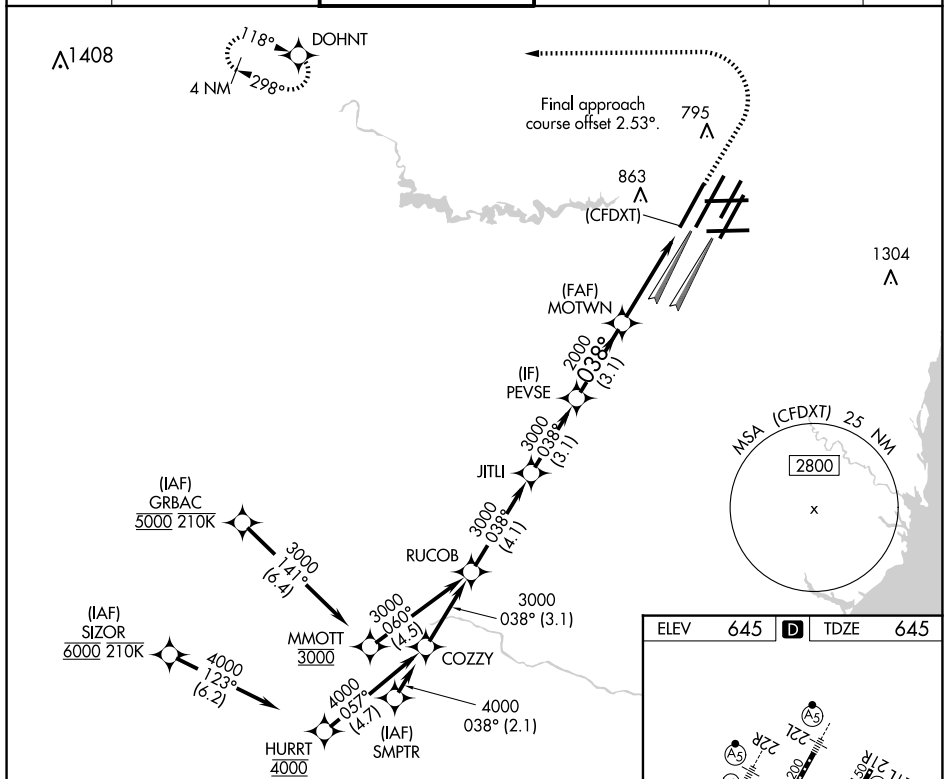 1408
118°
DOHNT
4 NM
298°
Final approach
course offset 2.53°.
795
863
(CFDXT)
1304
(FAF)
MOTWN
2000
038°
(3.1)
(IF)
PEVSE
3000
038°
(3.1)
JITLI
MSA (CFDXT) 25 NM
2800
x
(IAF)
GRBAC
5000 210K
3000
038°
(4.1)
RUCOB
3000
141°
(6.4)
3000
060°
(4.5)
3000
038° (3.1)
(IAF)
SIZOR
6000 210K
MMOTT
3000
COZZY
4000
123°
(6.2)
4000
057°
(4.7)
4000
038° (2.1)
HURRT
4000
(IAF)
SMPTR
ELEV 645 D TDZE 645
A5
22L
A5
22R
200